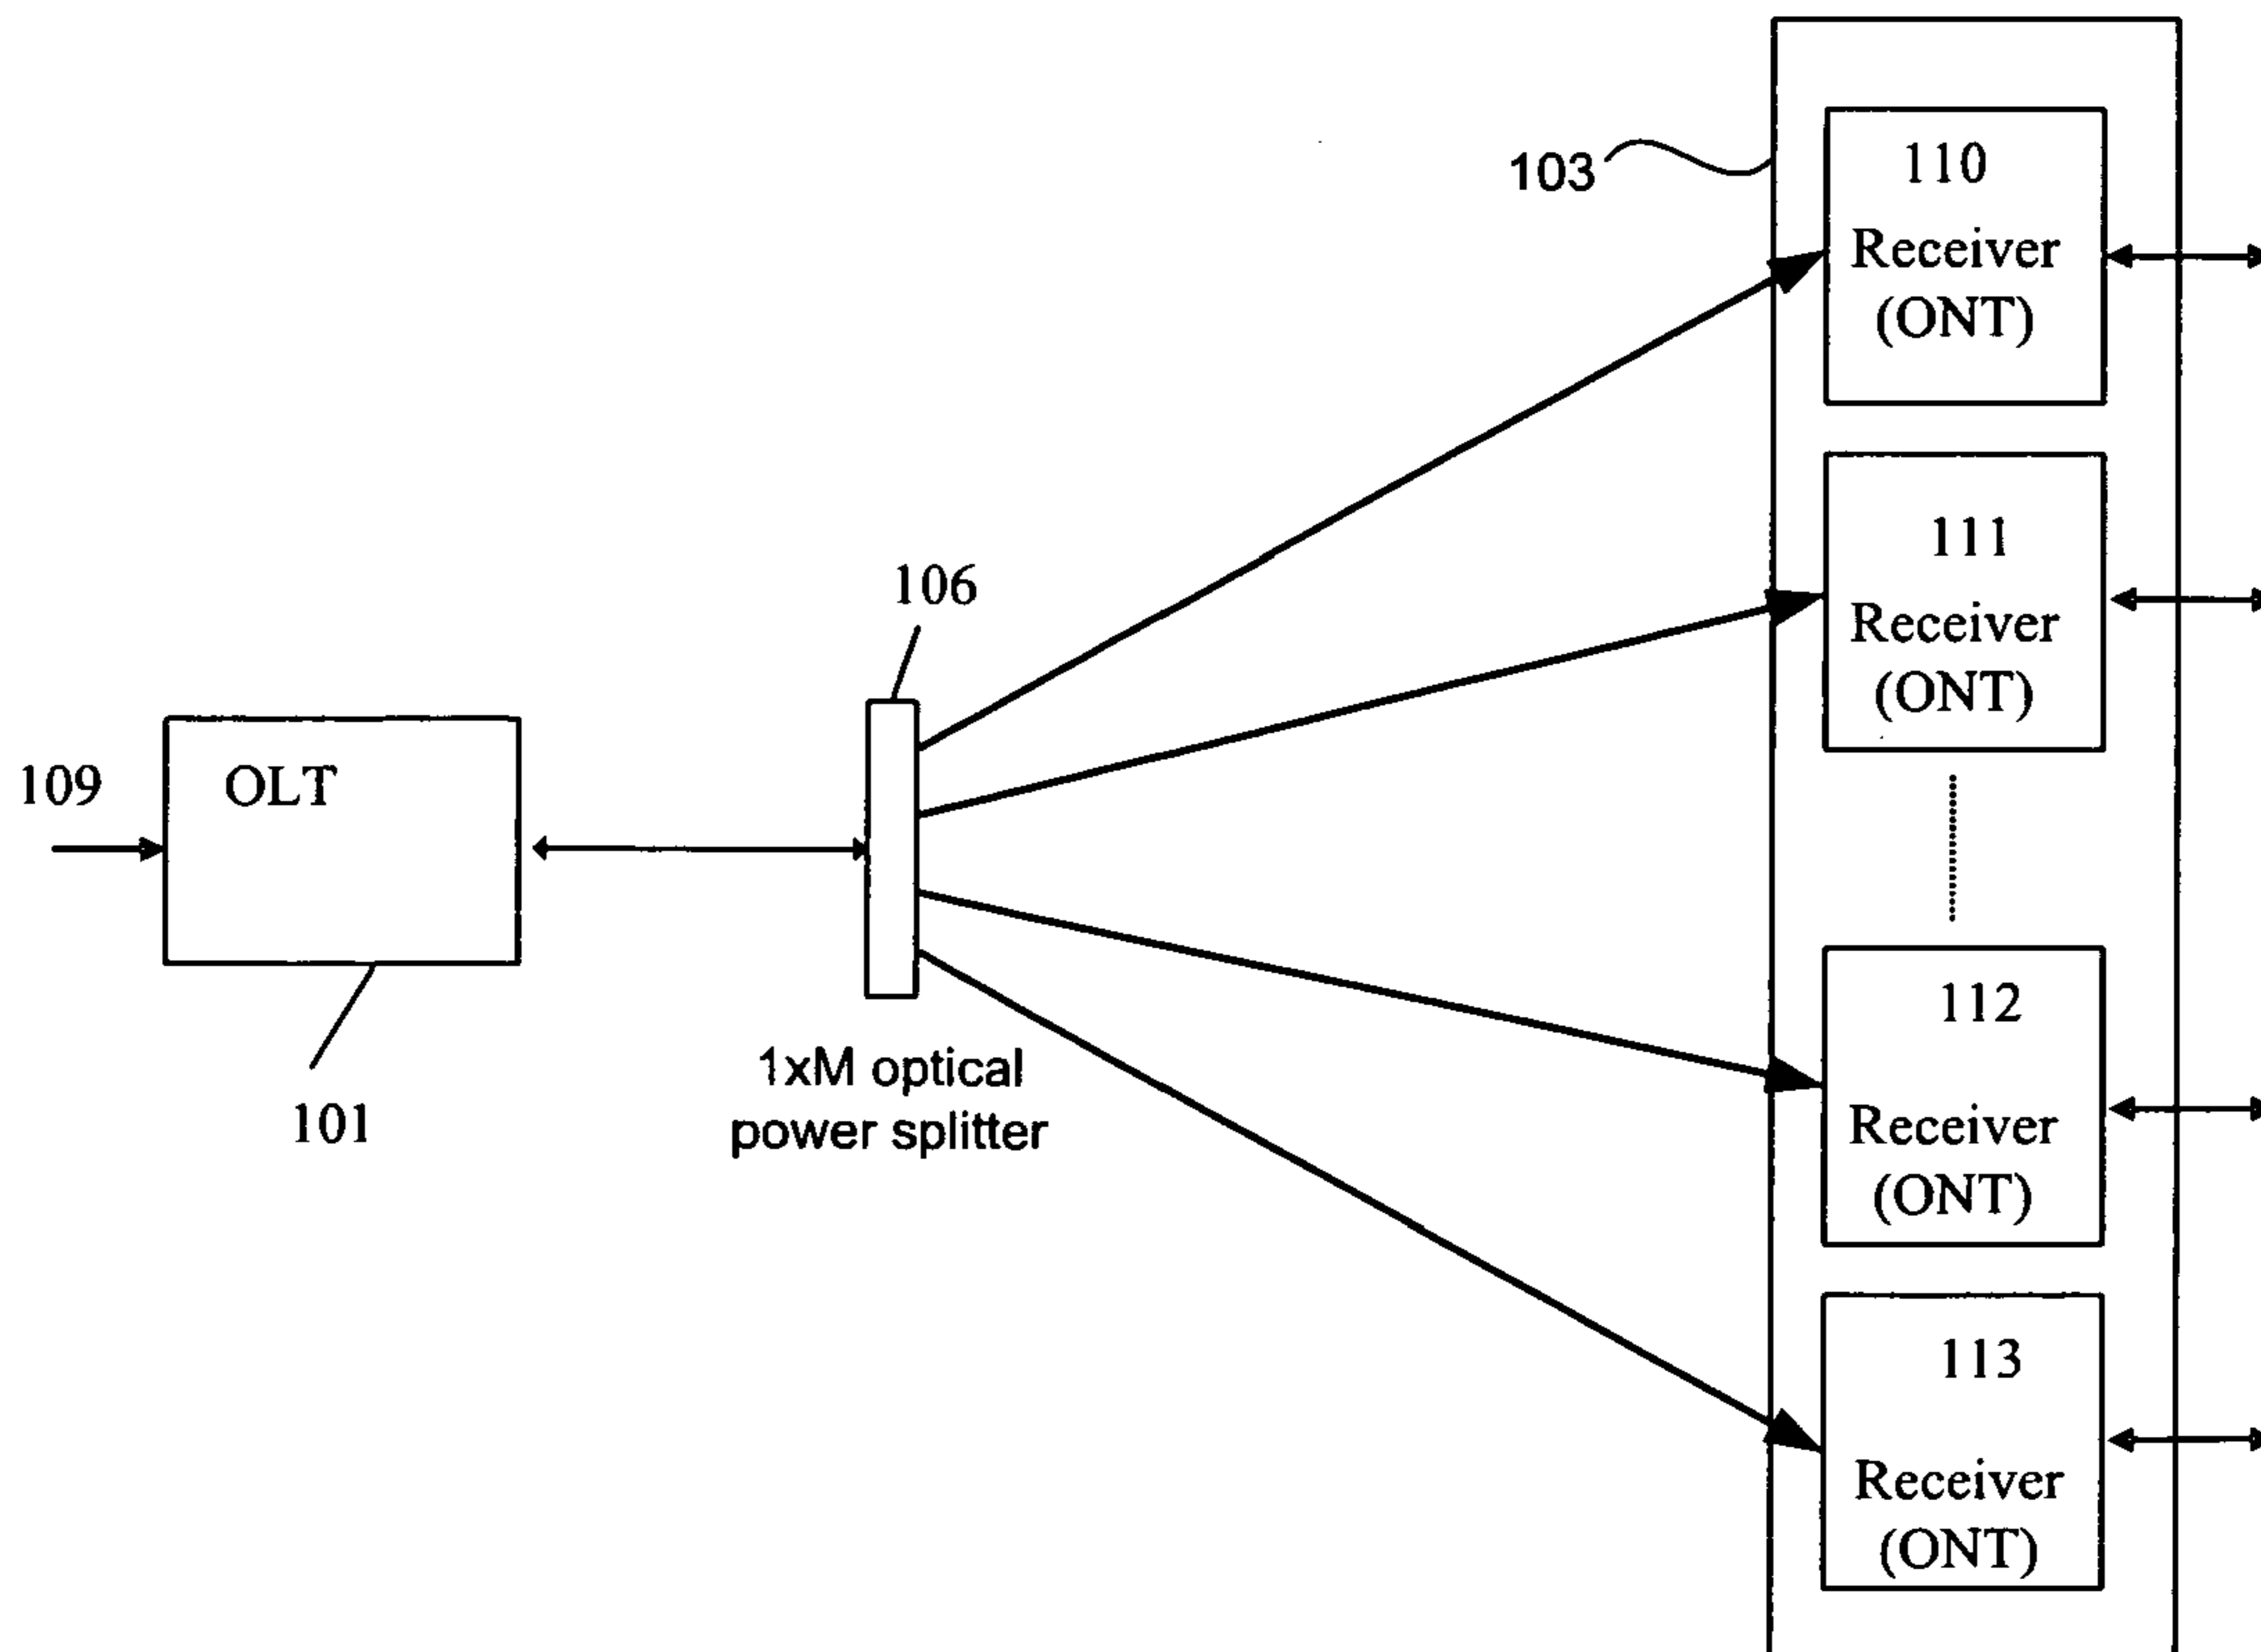 110
103
Receiver
(ONT)
111
106
Receiver
(ONT)
109
OLT
112
1xM optical
power splitter
101
Receiver
(ONT)
113
Receiver
(ONT)